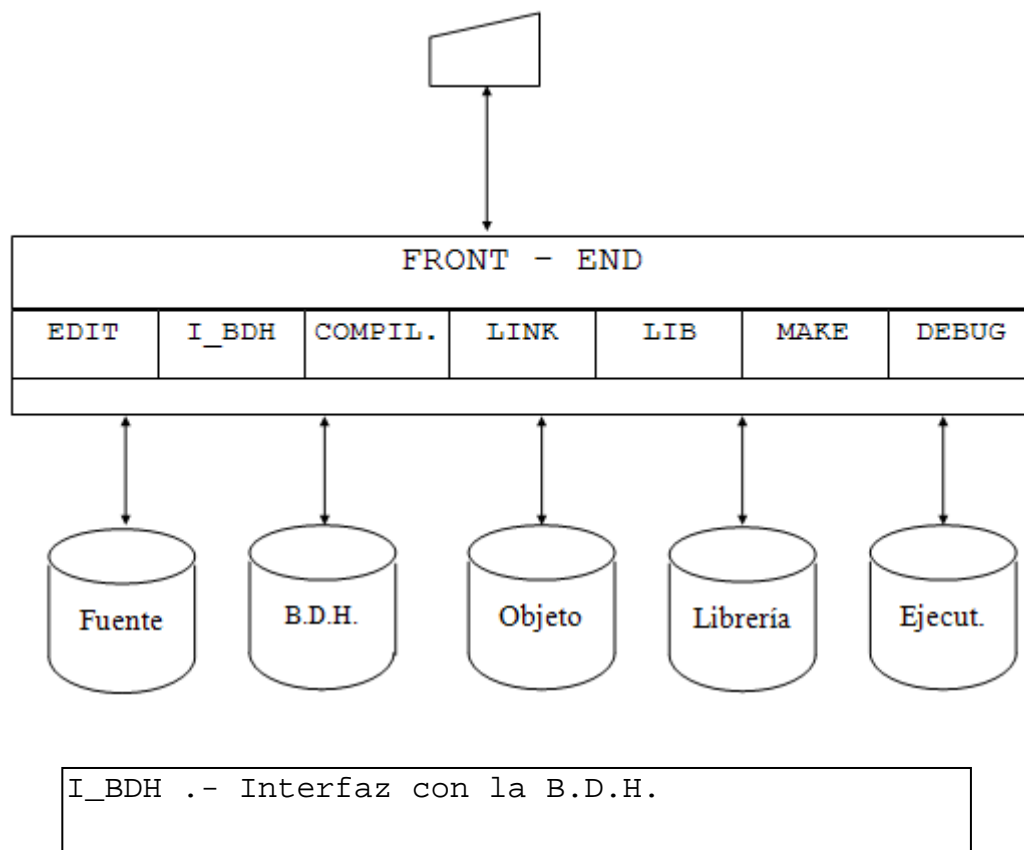 FRONT - END
EDIT I_BDH COMPIL. LINK LIB MAKE DEBUG
Fuente B.D.H. Objeto Librería Ejecut.
I_BDH .- Interfaz con la B.D.H.